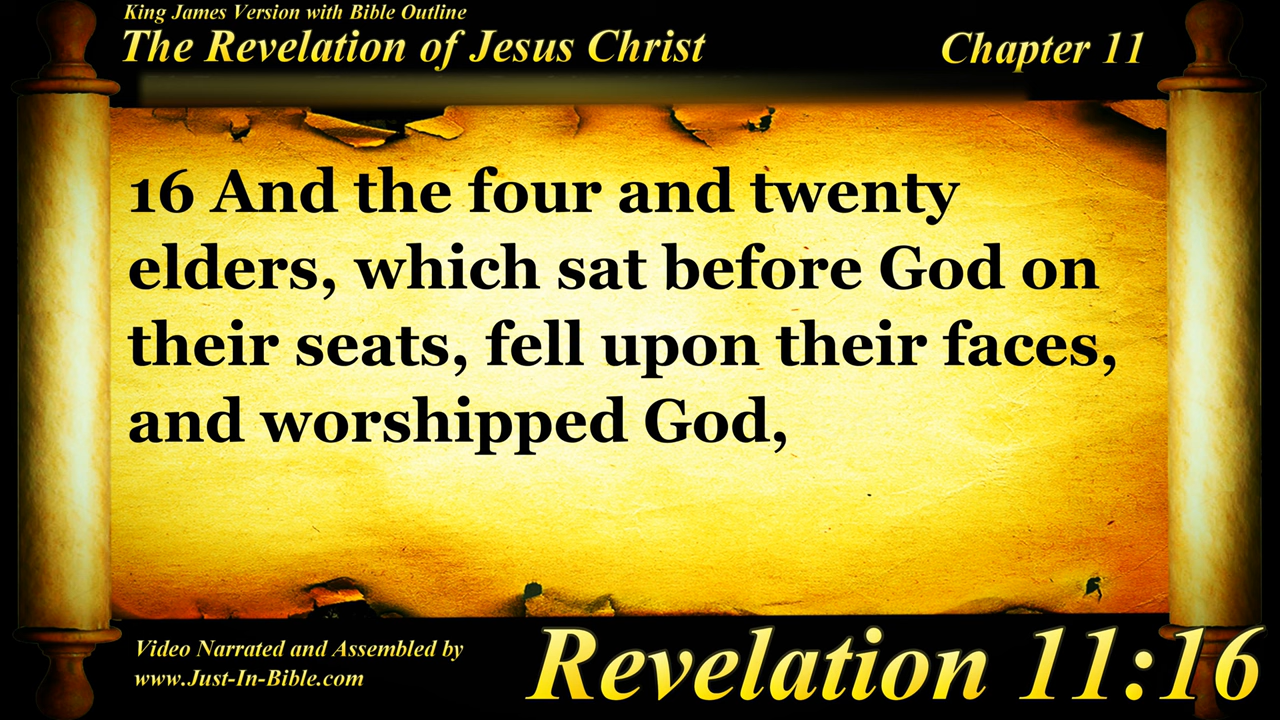 King James Version with Bible Outline
The Revelation of Jesus Christ
Chapter 11
16 And the four and twenty
elders, which sat before God on
their seats, fell upon their faces,
and worshipped God,
Video Narrated and Assembled by
www.Just-In-Bible.com
Revelation 11:16